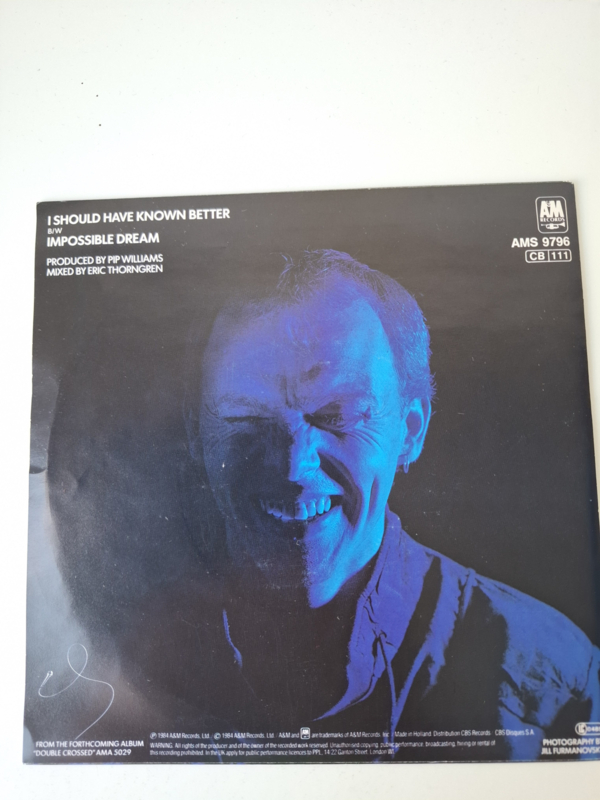 I SHOULD HAVE KNOWN BETTER
B/W
IMPOSSIBLE DREAM
PRODUCED BY PIP WILLIAMS
MIXED BY ERIC THORNGREN
A&M
RECORDS
AMS 9796
CB 111
FROM THE FORTHCOMING ALBUM
"DOUBLE CROSSED" AMA 5029
℗ 1984 A&M Records, Ltd. © 1984 A&M Records, Ltd. A&M and A&M are trademarks of A&M Records, Inc. Made in Holland. Distribution CBS Records. CBS Disques S.A.
WARNING. All rights of the producer and of the owner of the recorded work reserved. Unauthorised copying, public performance, broadcasting, hiring or rental of
this recording prohibited. In the UK apply for public performance licences to PPL, 14-22 Ganton Street, London W1
PHOTOGRAPHY B
JILL FURMANOVSK